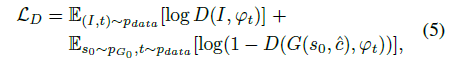 ℒ_D = 𝔼_{(I,t)∼p_{data}}[log D(I, φ_t)] +
𝔼_{s_0∼p_{G_0},t∼p_{data}}[log(1 − D(G(s_0, ĉ), φ_t))], (5)